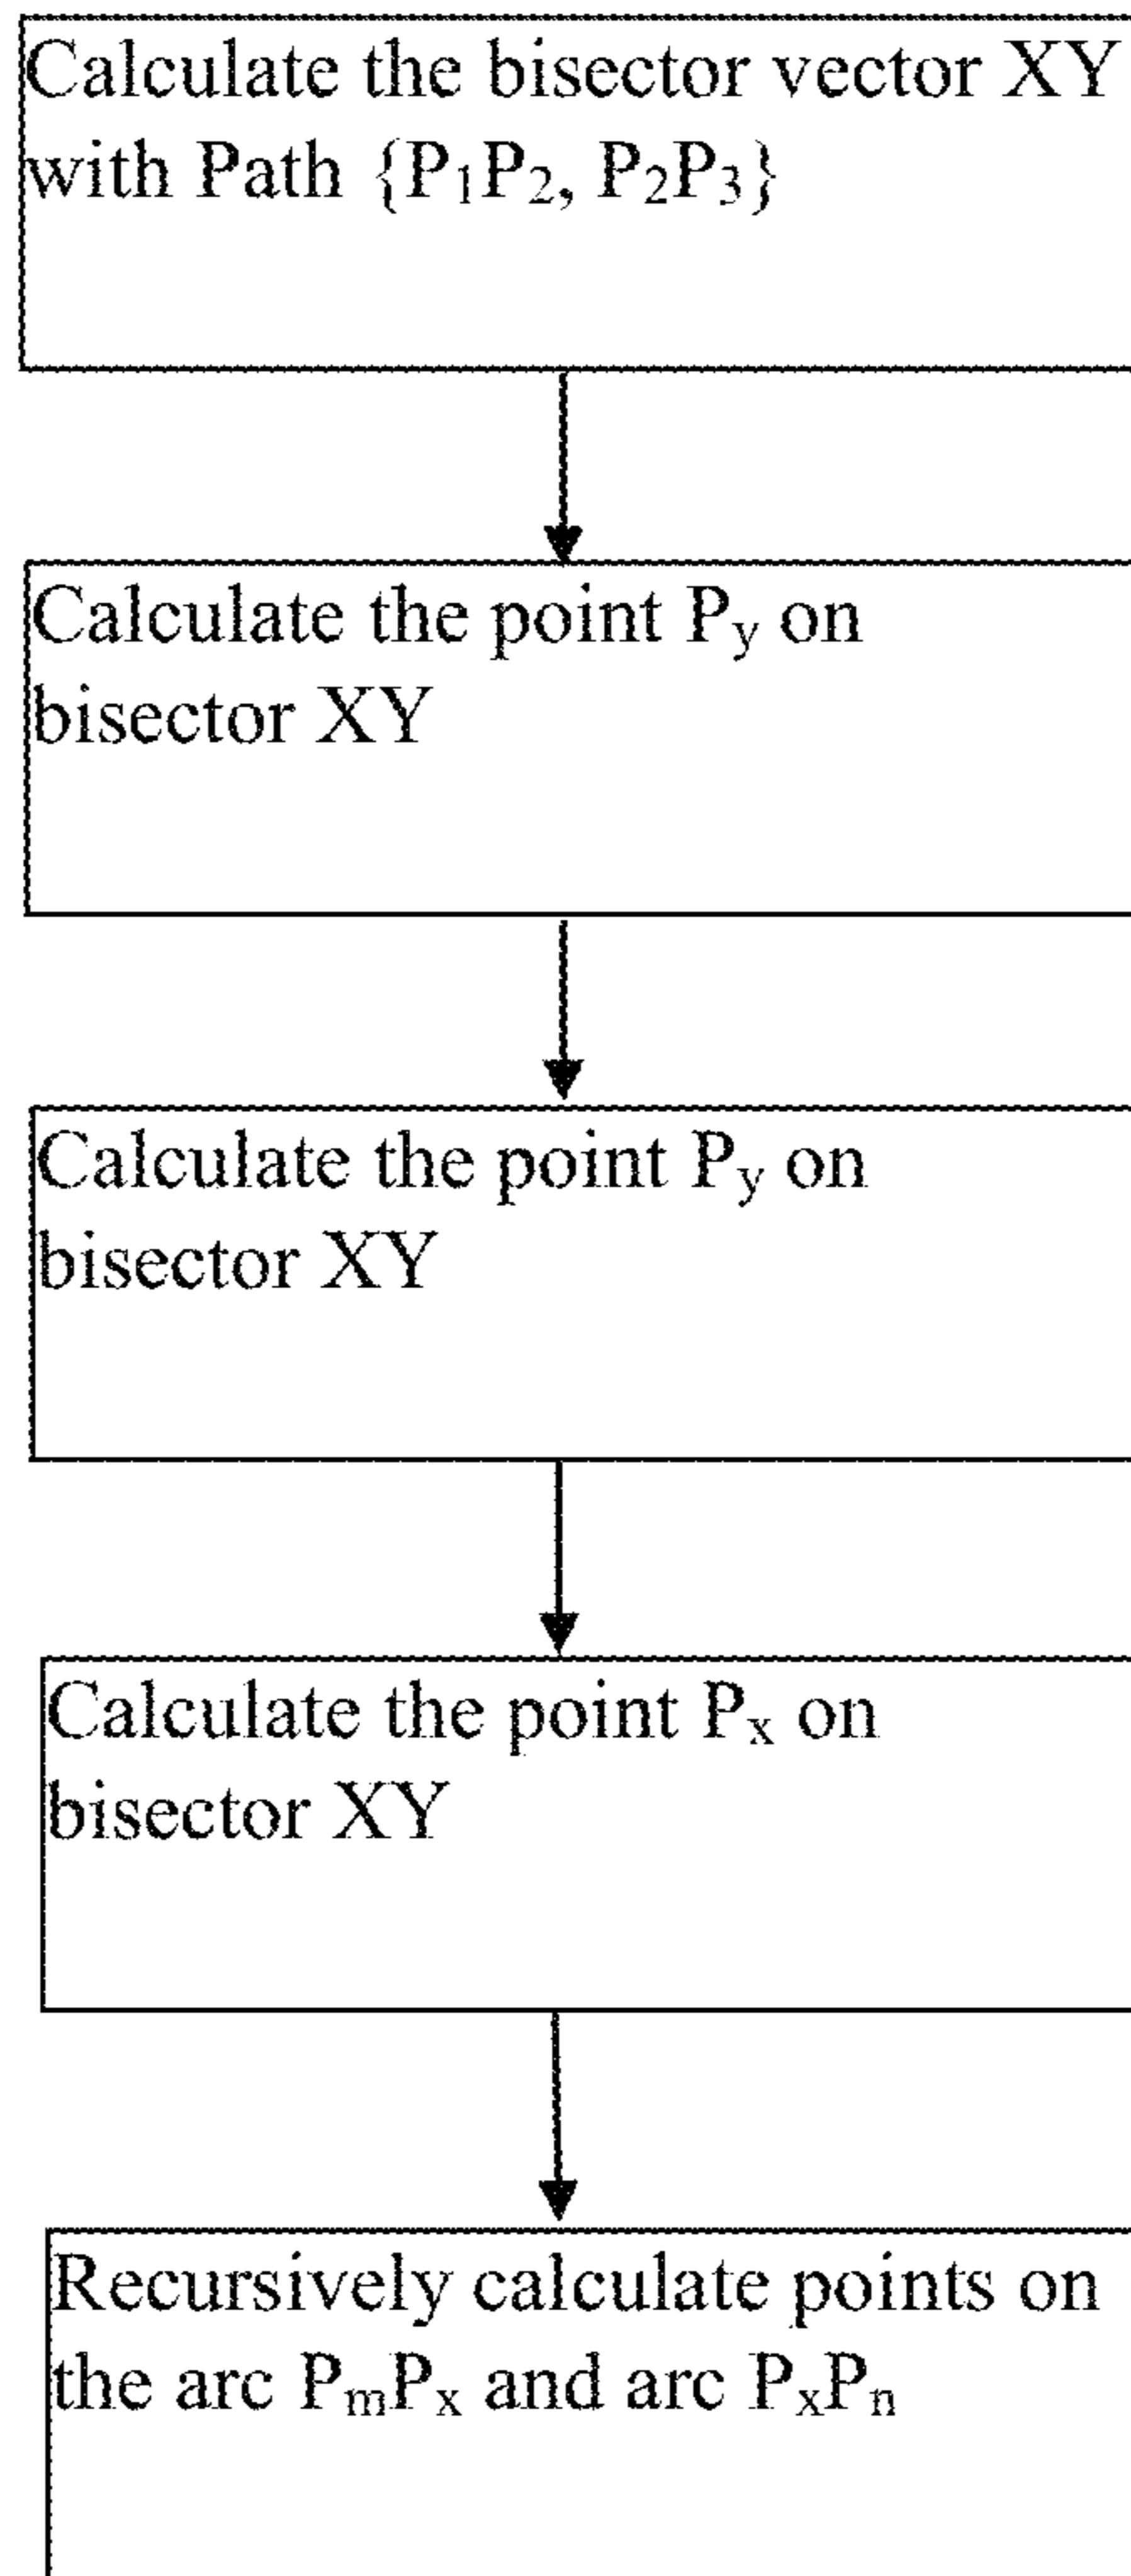 Calculate the bisector vector XY
with Path {P₁P₂, P₂P₃}
Calculate the point Pᵧ on
bisector XY
Calculate the point Pᵧ on
bisector XY
Calculate the point Pₓ on
bisector XY
Recursively calculate points on
the arc PₘPₓ and arc PₓPₙ